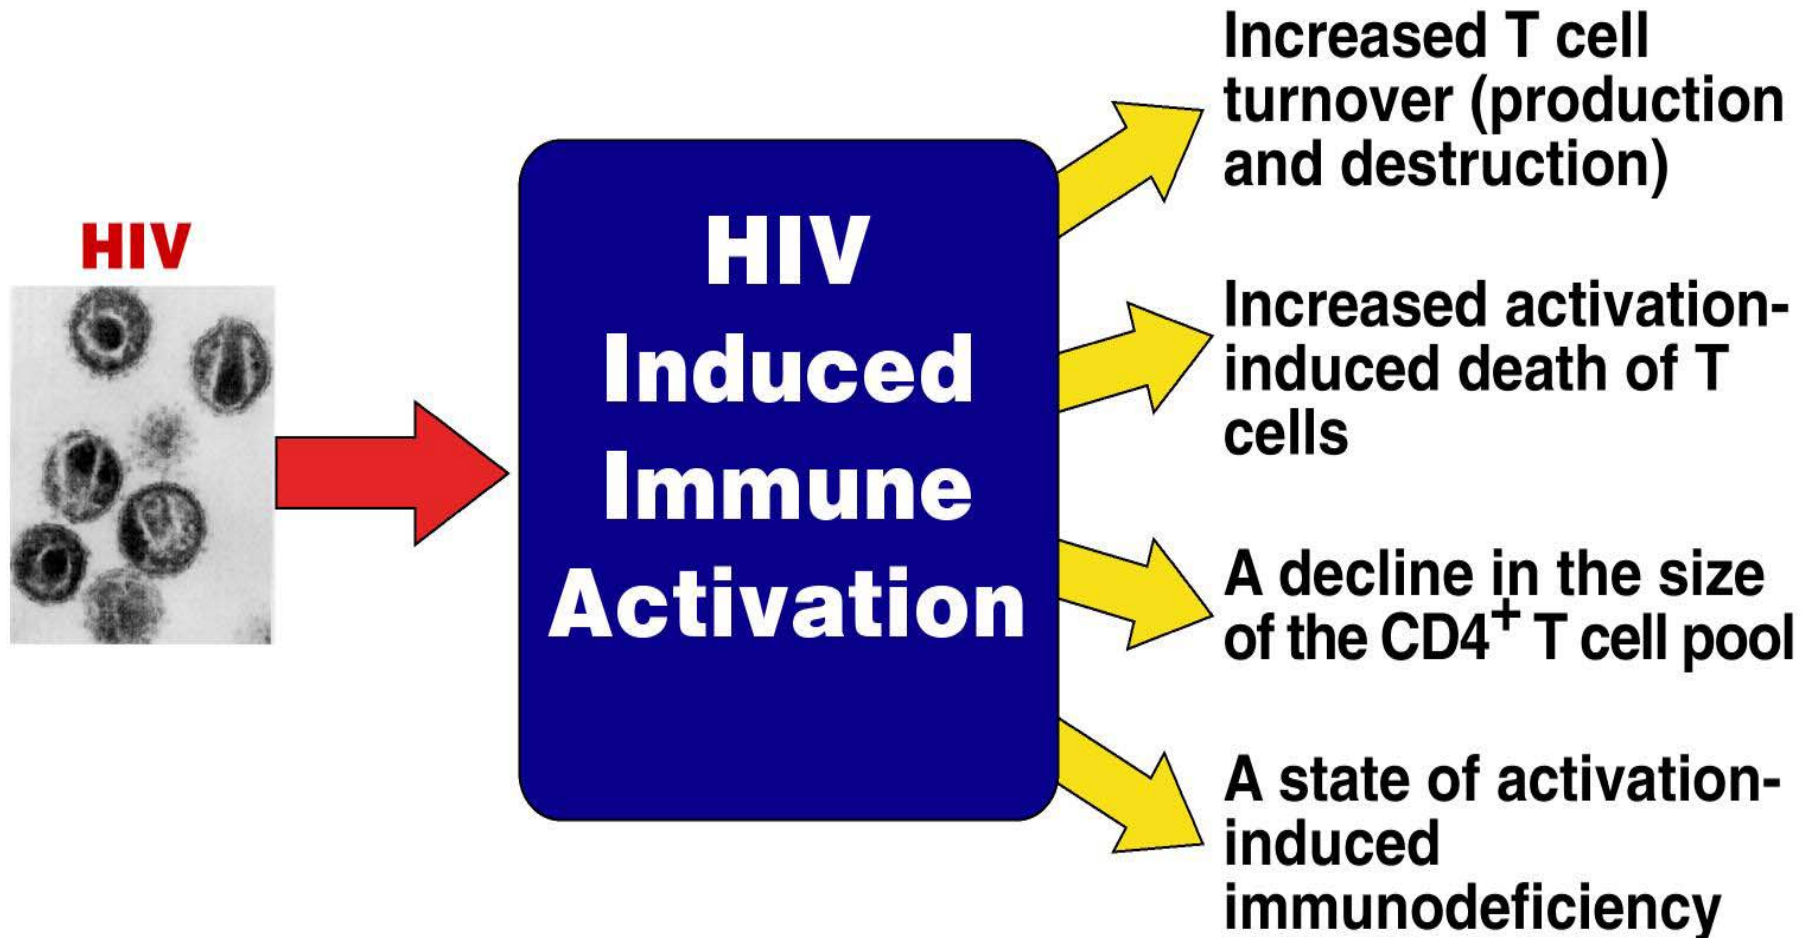 HIV
HIV
Induced
Immune
Activation
Increased T cell
turnover (production
and destruction)
Increased activation-
induced death of T
cells
A decline in the size
of the CD4⁺ T cell pool
A state of activation-
induced
immunodeficiency